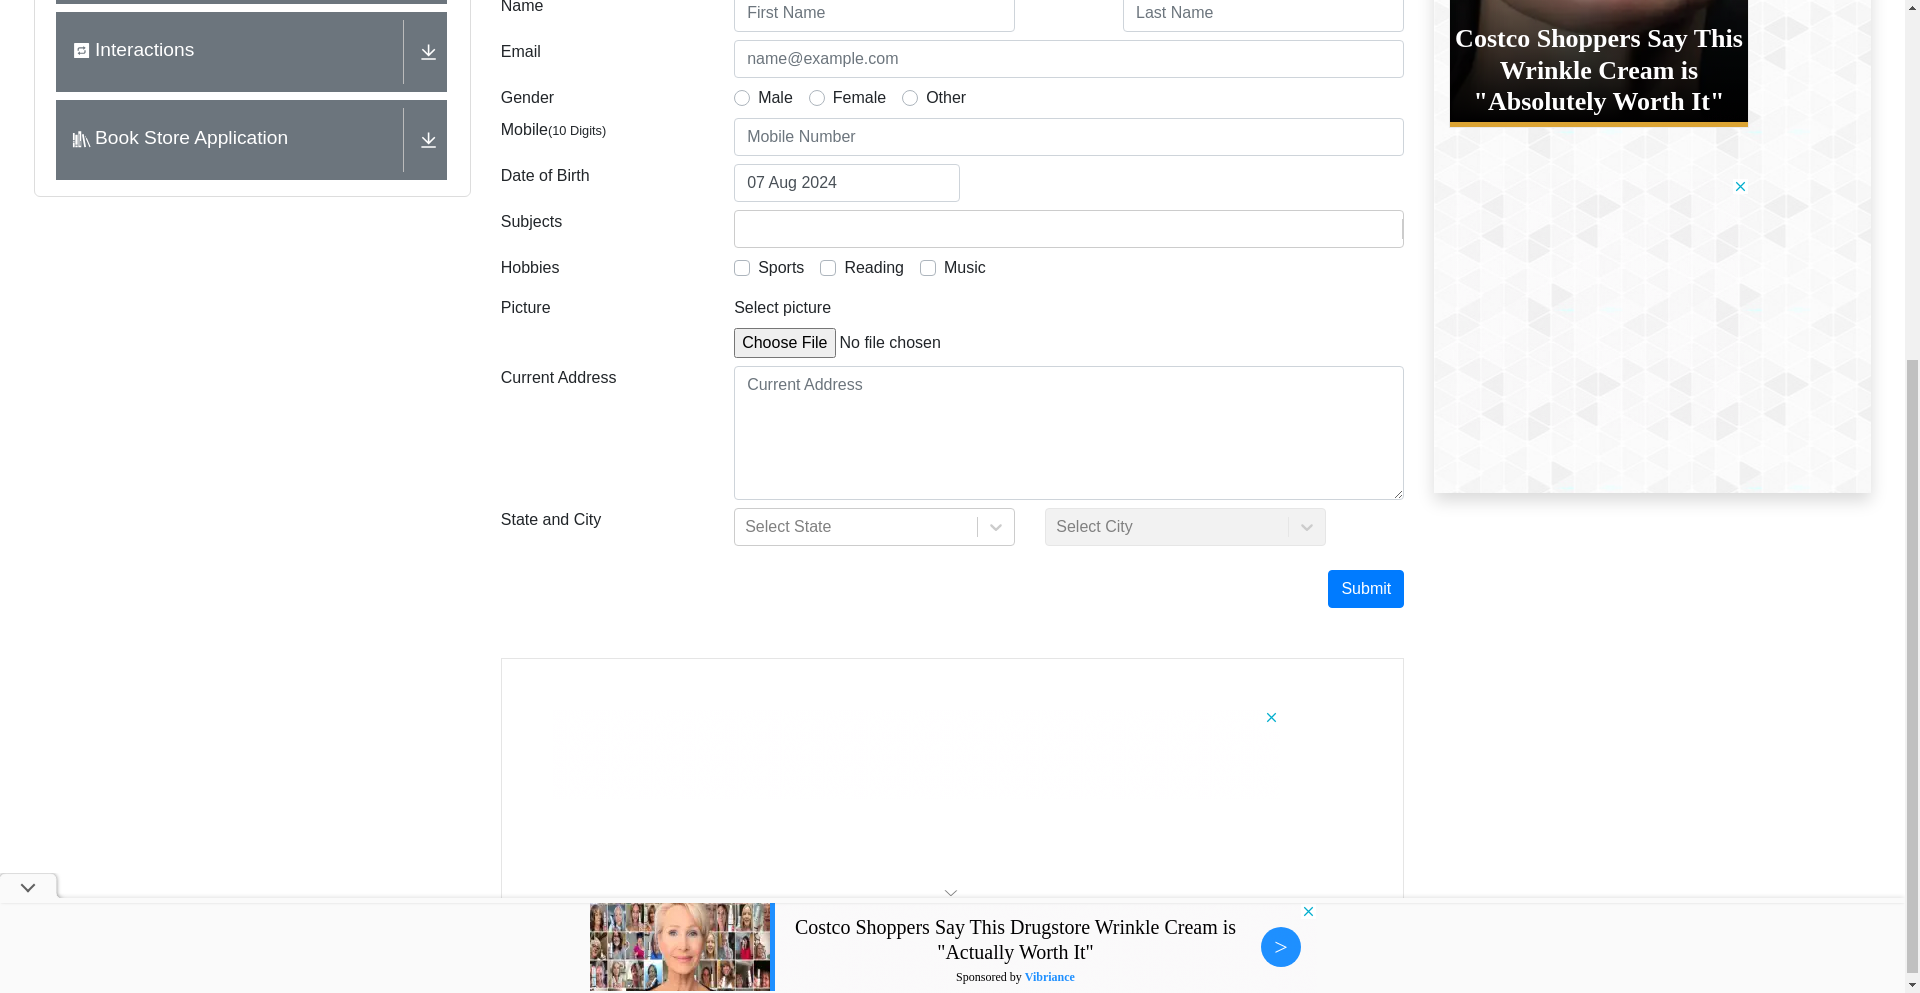 Name
First Name
Last Name
Interactions
Email
name@example.com
Gender
Male
Female
Other
Book Store Application
Mobile(10 Digits)
Mobile Number
Date of Birth
07 Aug 2024
Subjects
Hobbies
Sports
Reading
Music
Picture
Select picture
Choose File
No file chosen
Current Address
Current Address
State and City
Select State
Select City
Submit
Costco Shoppers Say This
Wrinkle Cream is
"Absolutely Worth It"
Costco Shoppers Say This Drugstore Wrinkle Cream is
"Actually Worth It"
Sponsored by Vibriance